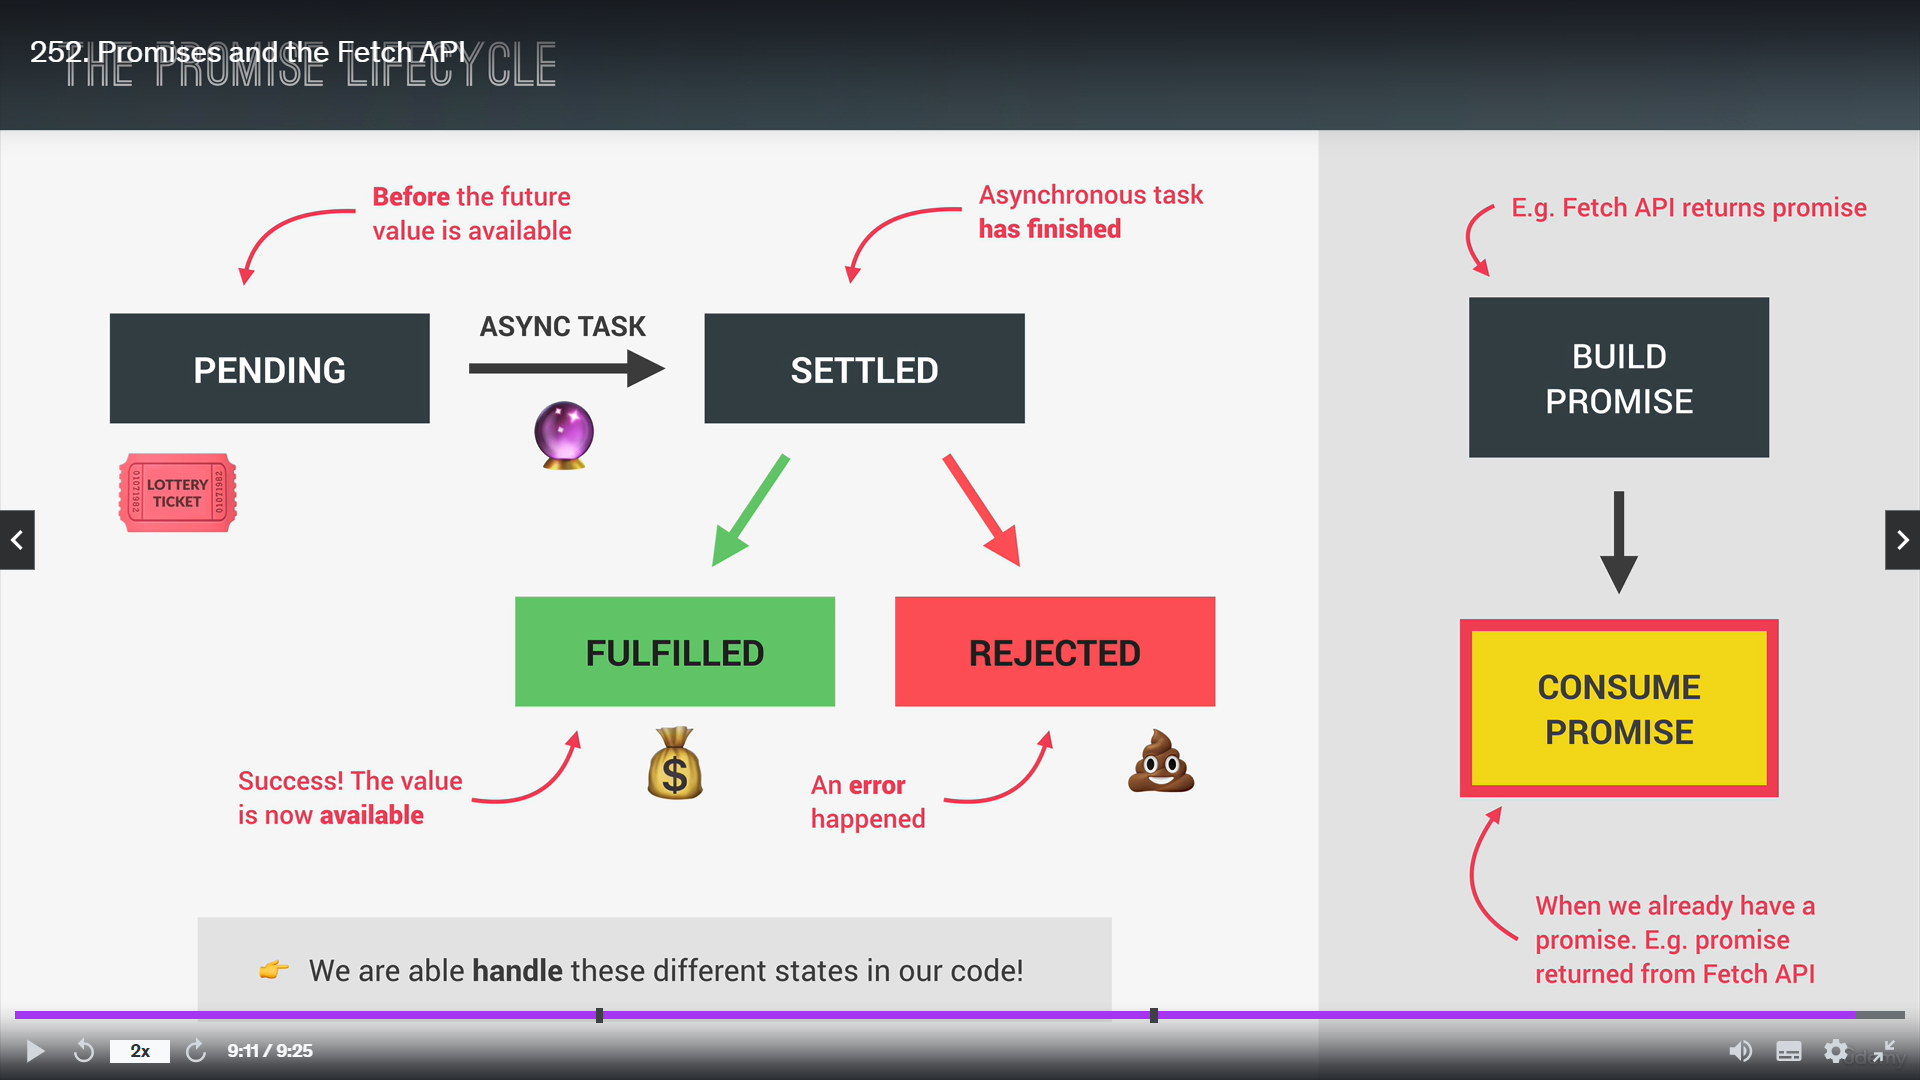 252. Promises and the Fetch API
THE PROMISE LIFECYCLE
Before the future
value is available
Asynchronous task
has finished
E.g. Fetch API returns promise
PENDING
ASYNC TASK
SETTLED
BUILD
PROMISE
LOTTERY
TICKET
01071982
01071982
FULFILLED
REJECTED
CONSUME
PROMISE
$
Success! The value
is now available
An error
happened
When we already have a
promise. E.g. promise
returned from Fetch API
👉 We are able handle these different states in our code!
2x
9:11 / 9:25
Udemy